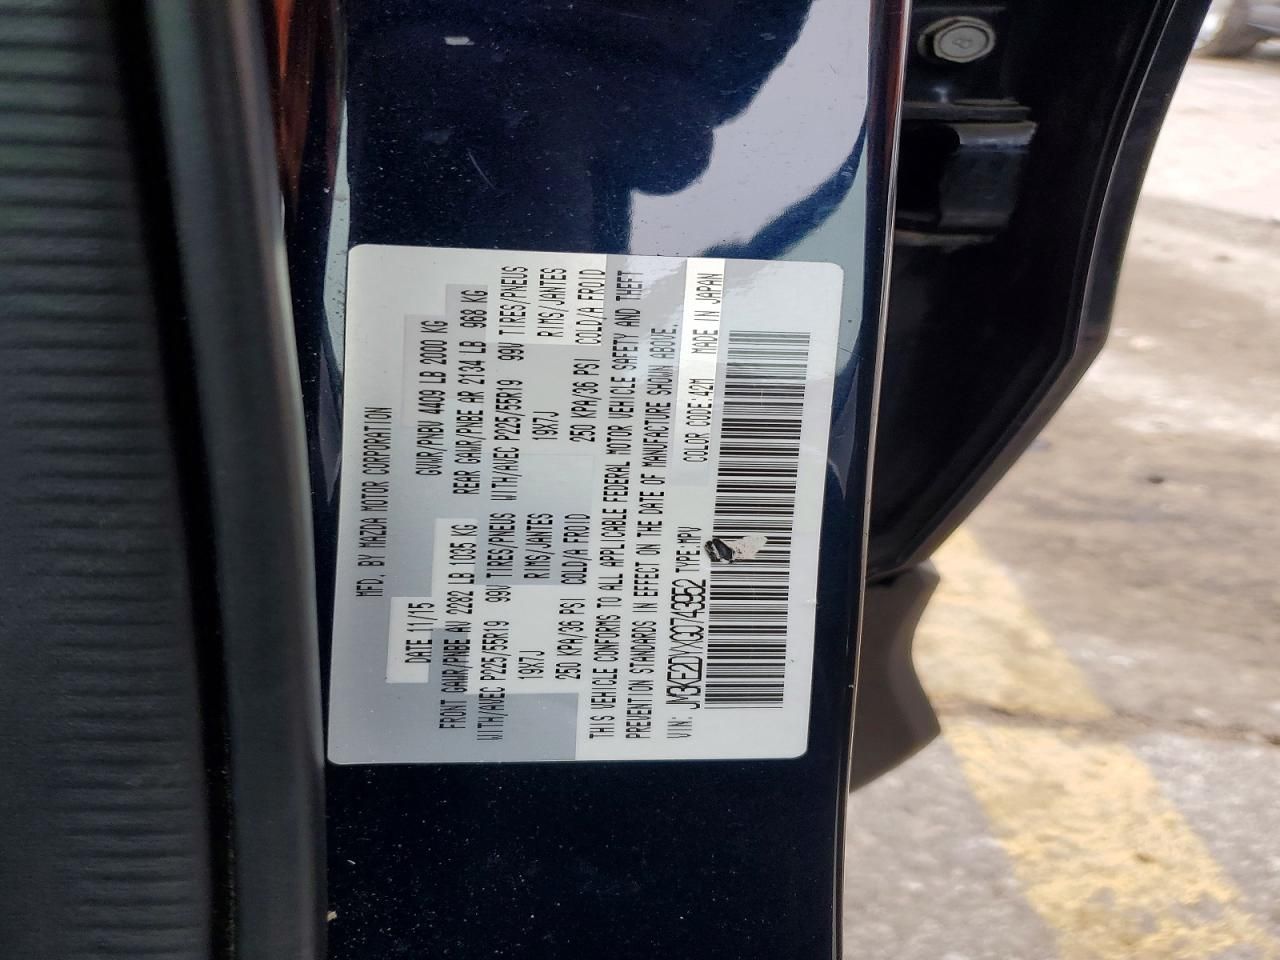 MFD. BY MAZDA MOTOR CORPORATION
DATE 11/15 GVWR/PNBV 4409 LB 2000 KG
FRONT GAWR/PNBE AV 2282 LB 1035 KG REAR GAWR/PNBE AR 2134 LB 968 KG
WITH/AVEC P225/55R19 99V TIRES/PNEUS WITH/AVEC P225/55R19 99V TIRES/PNEUS
19X7J RIMS/JANTES 19X7J RIMS/JANTES
250 KPA/36 PSI COLD/A FROID 250 KPA/36 PSI COLD/A FROID
THIS VEHICLE CONFORMS TO ALL APPLICABLE FEDERAL MOTOR VEHICLE SAFETY AND THEFT
PREVENTION STANDARDS IN EFFECT ON THE DATE OF MANUFACTURE SHOWN ABOVE.
VIN: JM3KE2DYXG0743952 TYPE:MPV COLOR CODE:42M MADE IN JAPAN
8